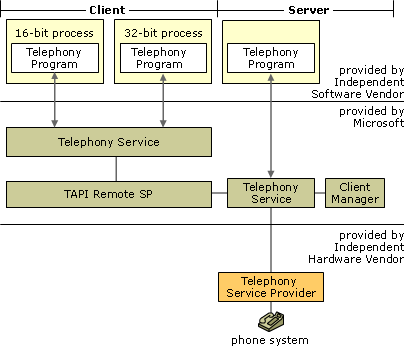 Client
Server
16-bit process
32-bit process
Telephony
Program
Telephony
Program
Telephony
Program
provided by
Independent
Software Vendor
provided by
Microsoft
Telephony Service
TAPI Remote SP
Telephony
Service
Client
Manager
provided by
Independent
Hardware Vendor
Telephony
Service Provider
phone system